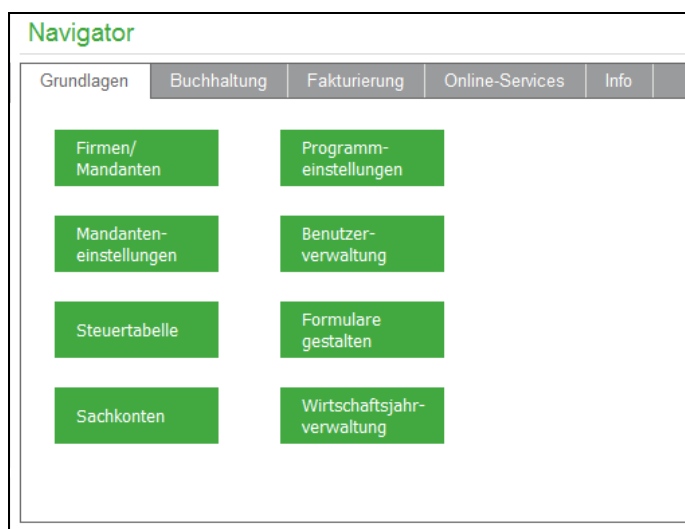 Navigator
Grundlagen Buchhaltung Fakturierung Online-Services Info
Firmen/
Mandanten
Programm-
einstellungen
Mandanten-
einstellungen
Benutzer-
verwaltung
Steuertabelle
Formulare
gestalten
Sachkonten
Wirtschaftsjahr-
verwaltung